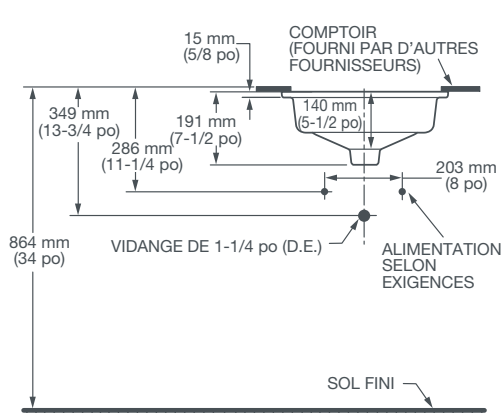 15 mm
(5/8 po)
COMPTOIR
(FOURNI PAR D'AUTRES
FOURNISSEURS)
349 mm
(13-3/4 po)
191 mm
(7-1/2 po)
140 mm
(5-1/2 po)
286 mm
(11-1/4 po)
203 mm
(8 po)
864 mm
(34 po)
VIDANGE DE 1-1/4 po (D.E.)
ALIMENTATION
SELON
EXIGENCES
SOL FINI